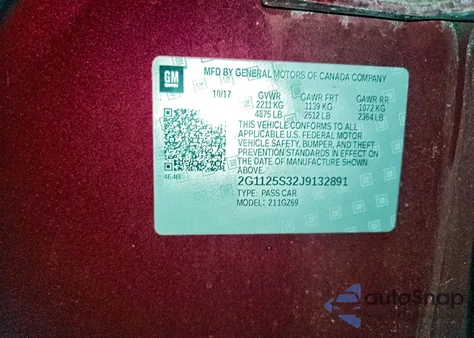 GM
MFD BY GENERAL MOTORS OF CANADA COMPANY
10/17 GVWR GAWR FRT GAWR RR
2211 KG 1139 KG 1072 KG
4875 LB 2512 LB 2364 LB
THIS VEHICLE CONFORMS TO ALL
APPLICABLE U.S. FEDERAL MOTOR
VEHICLE SAFETY, BUMPER, AND THEFT
PREVENTION STANDARDS IN EFFECT ON
THE DATE OF MANUFACTURE SHOWN ABOVE.
4E4B
2G1125S32J9132891
TYPE: PASS CAR
MODEL: 211GZ69
autoSnap